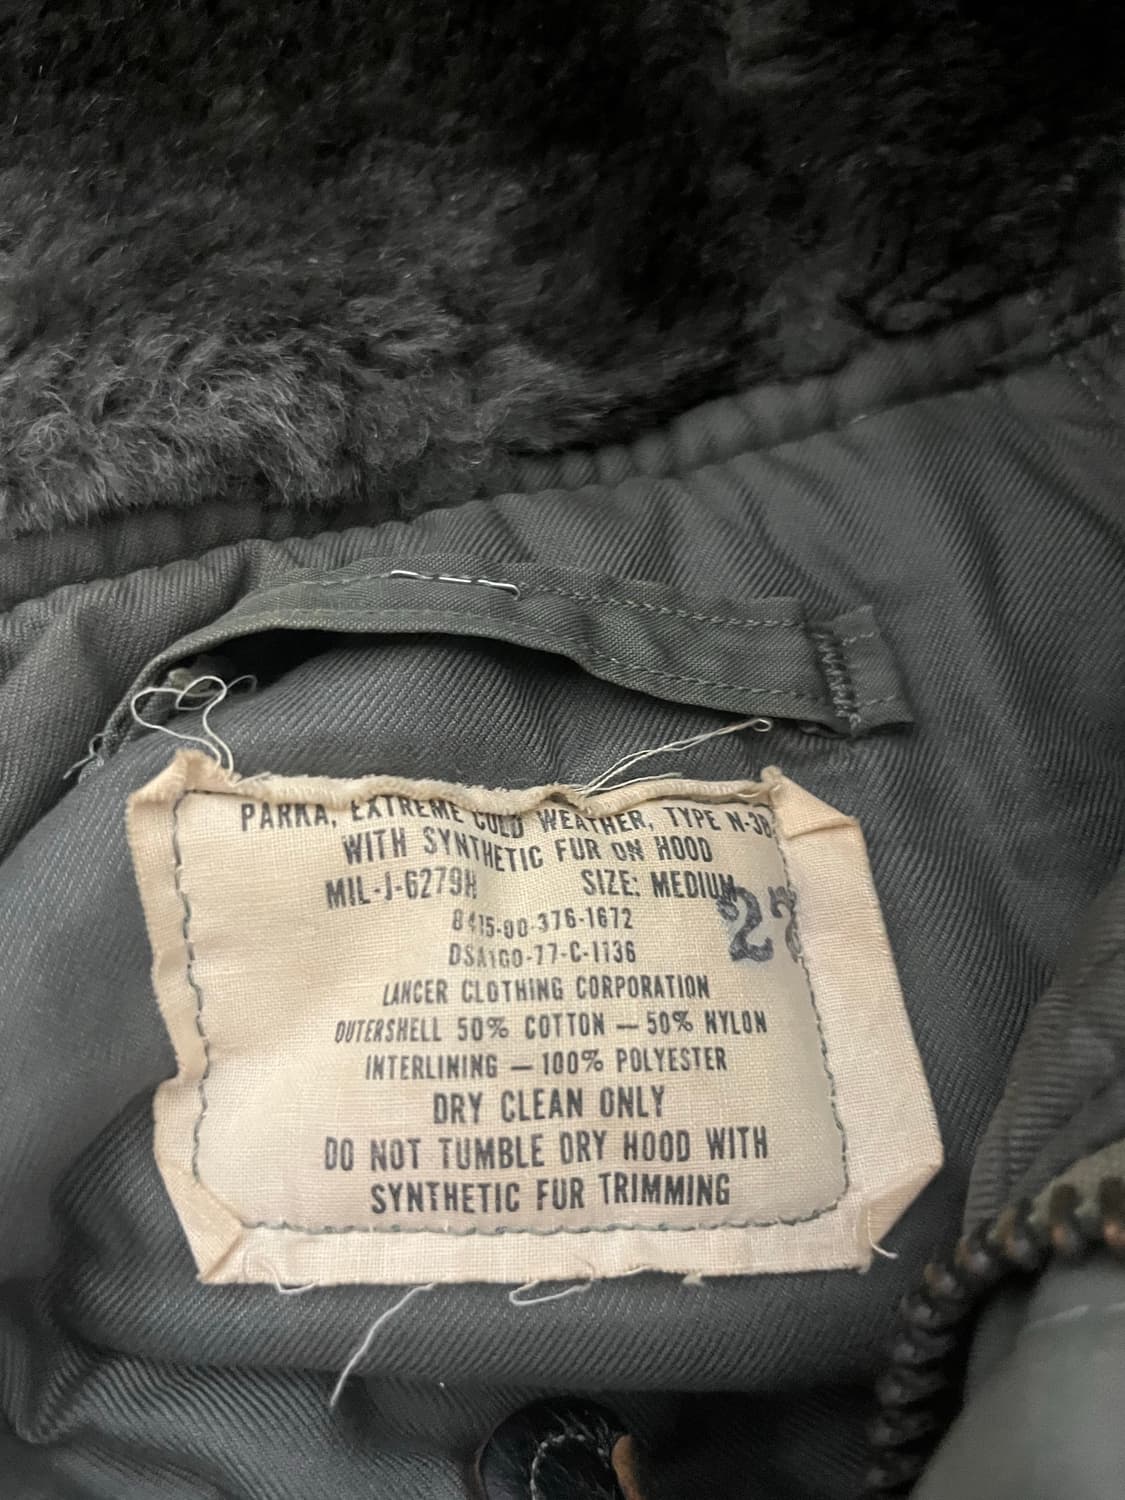 PARKA, EXTREME COLD WEATHER, TYPE N-3B
WITH SYNTHETIC FUR ON HOOD
MIL-J-6279H SIZE: MEDIUM
8415-00-376-1672
DSA100-77-C-1136
LANCER CLOTHING CORPORATION
OUTERSHELL 50% COTTON — 50% NYLON
INTERLINING — 100% POLYESTER
DRY CLEAN ONLY
DO NOT TUMBLE DRY HOOD WITH
SYNTHETIC FUR TRIMMING